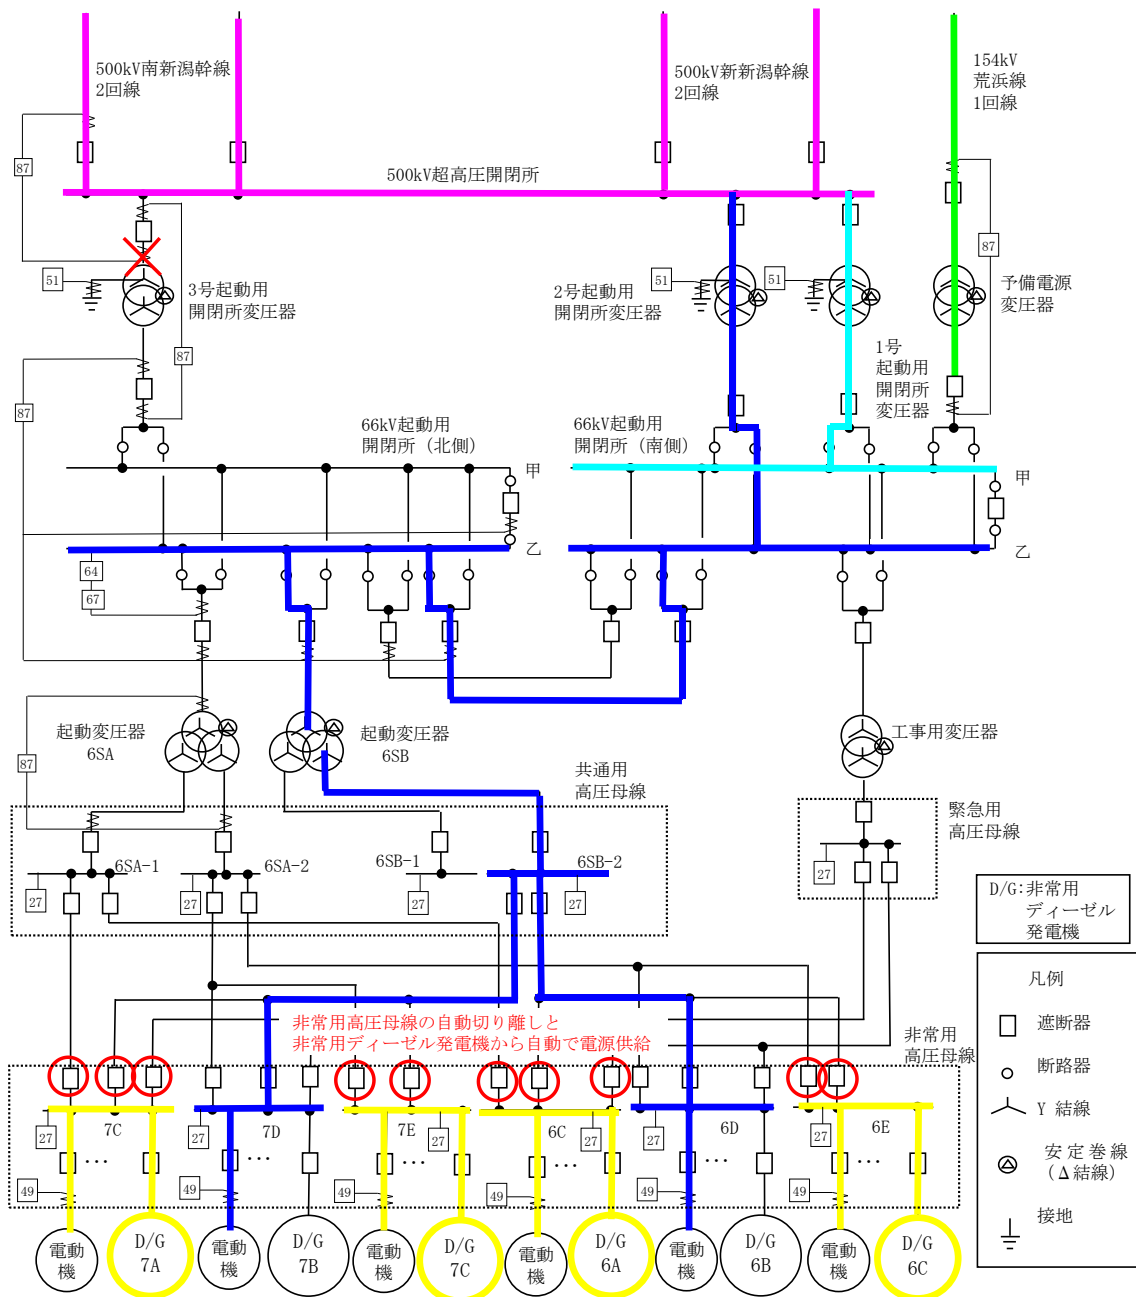 500kV南新潟幹線
2回線
500kV新新潟幹線
2回線
154kV
荒浜線
1回線
87
500kV超高圧開閉所
87
51
51
51
3号起動用
開閉所変圧器
2号起動用
開閉所変圧器
予備電源
変圧器
87
1号
起動用
開閉所
変圧器
87
66kV起動用
開閉所（北側）
66kV起動用
開閉所（南側）
甲
甲
乙
乙
64
67
起動変圧器
6SA
起動変圧器
6SB
工事用変圧器
87
共通用
高圧母線
緊急用
高圧母線
6SA-1
6SA-2
6SB-1
6SB-2
27
27
27
27
27
D/G:非常用
ディーゼル
発電機
凡例
遮断器
断路器
Y 結線
安定巻線
(Δ結線)
接地
非常用高圧母線の自動切り離しと
非常用ディーゼル発電機から自動で電源供給
非常用
高圧母線
27
7C
27
7D
7E
27
6C
27
27
6D
27
6E
...
...
...
...
...
...
49
49
49
49
49
49
電動
機
D/G
7A
電動
機
D/G
7B
電動
機
D/G
7C
電動
機
D/G
6A
電動
機
D/G
6B
電動
機
D/G
6C